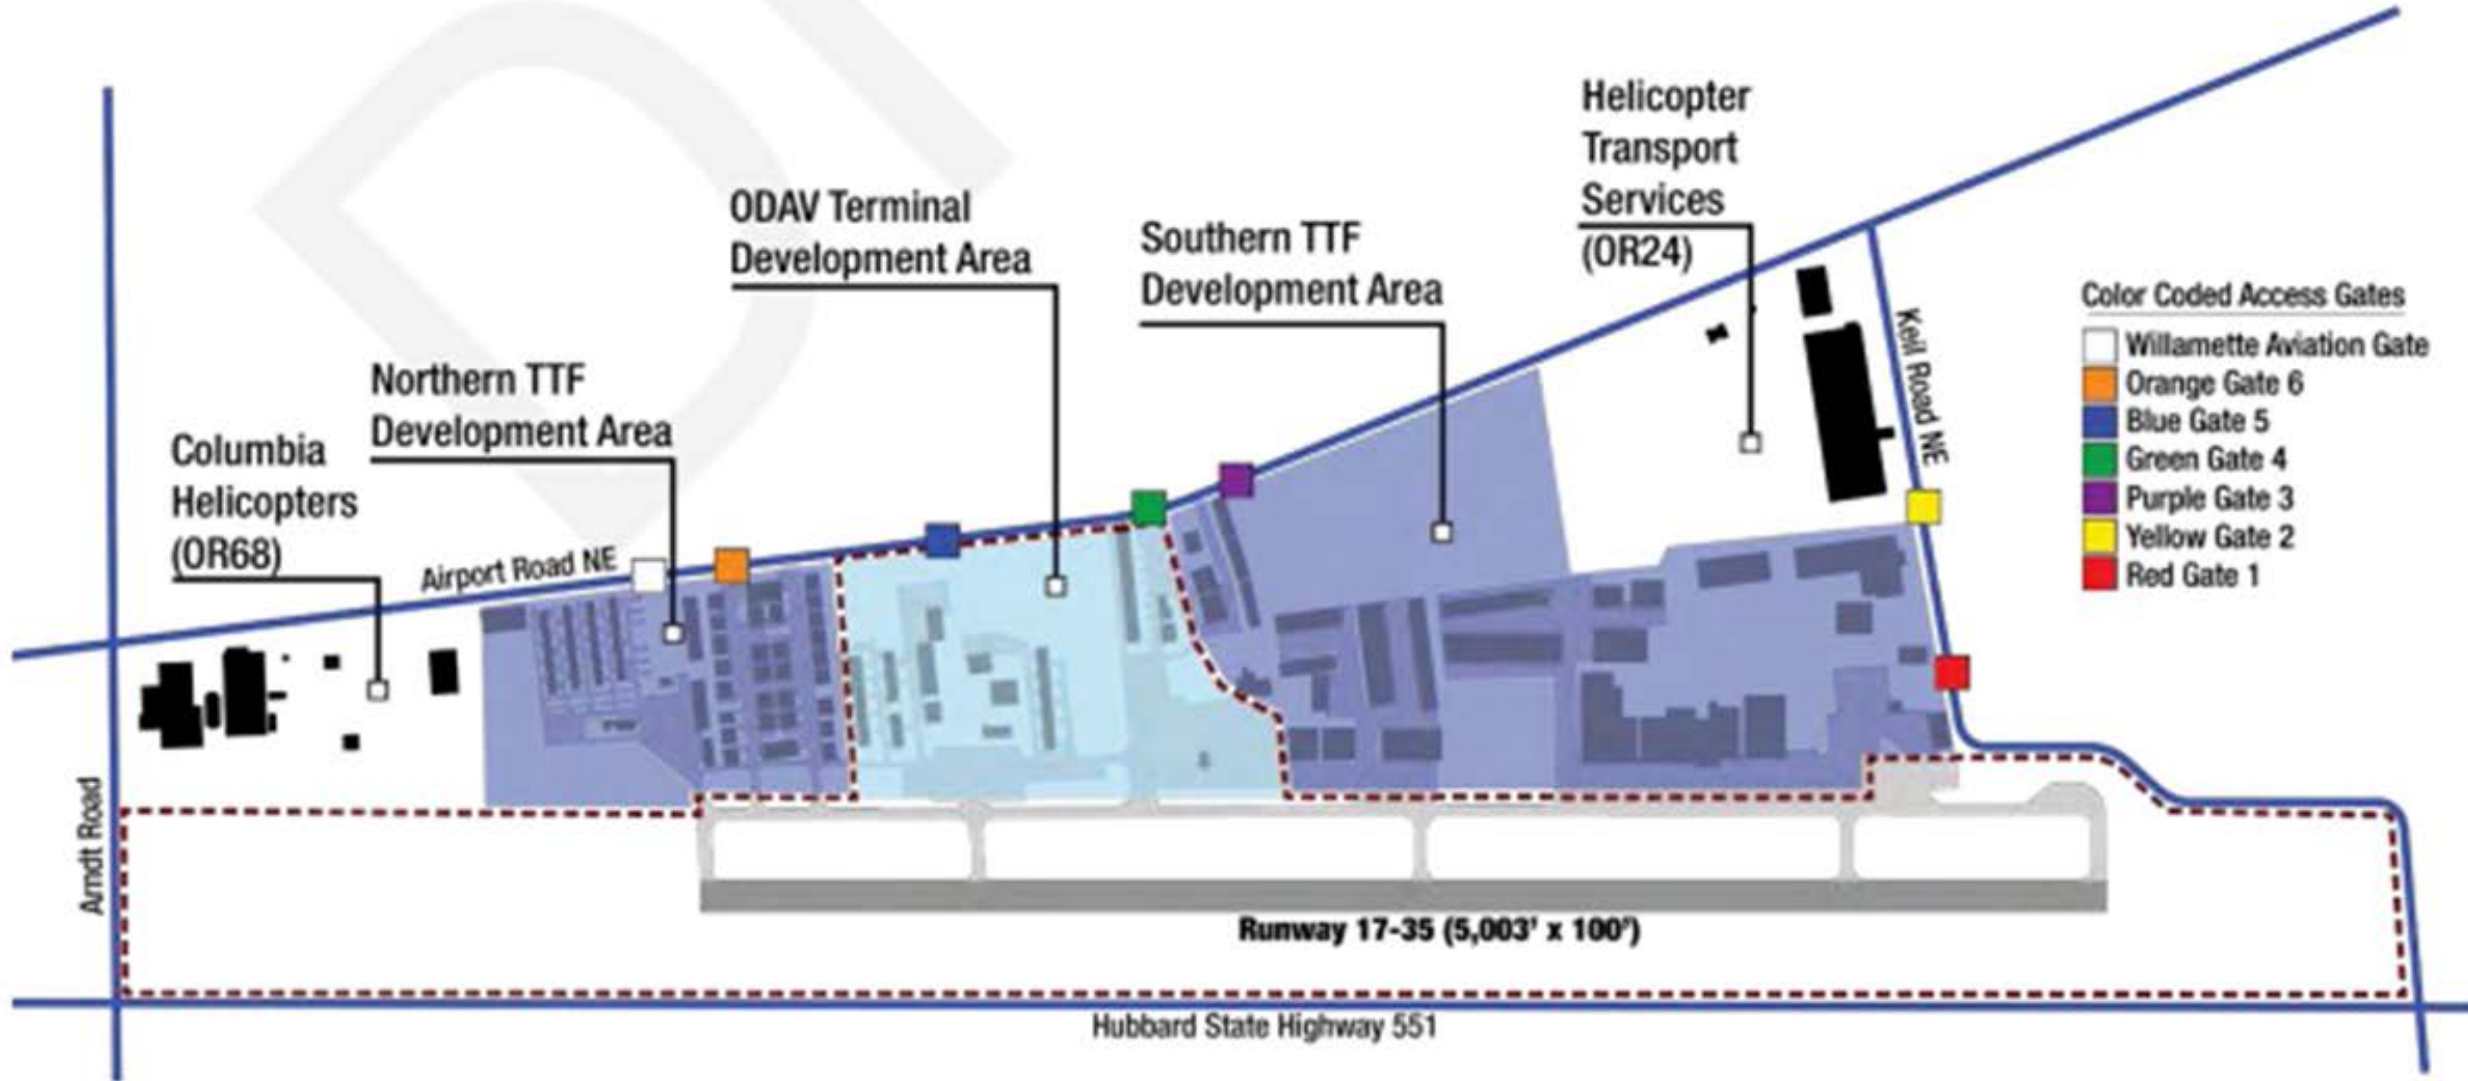 Helicopter
Transport
Services
(OR24)
ODAV Terminal
Development Area
Southern TTF
Development Area
Northern TTF
Development Area
Columbia
Helicopters
(OR68)
Airport Road NE
Keil Road NE
Color Coded Access Gates
Willamette Aviation Gate
Orange Gate 6
Blue Gate 5
Green Gate 4
Purple Gate 3
Yellow Gate 2
Red Gate 1
Arndt Road
Runway 17-35 (5,003' x 100')
Hubbard State Highway 551